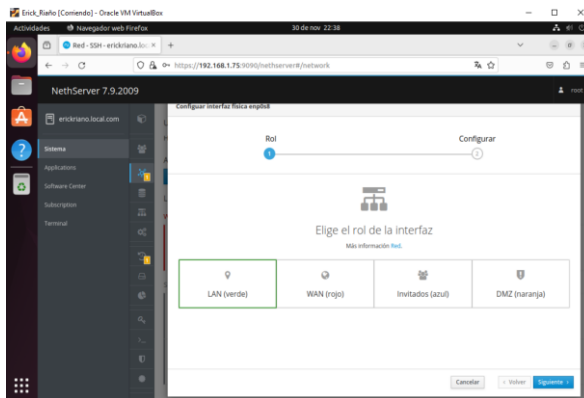 Erick_Riaño [Corriendo] - Oracle VM VirtualBox
Actividades Navegador web Firefox 30 de nov 22:38
Red - SSH - erickriano.loc
https://192.168.1.75:9090/nethserver#/network
NethServer 7.9.2009 root
Configurar interfaz física enp0s8
erickriano.local.com
Rol Configurar
1 2
Sistema
Applications
Software Center
Subscription
Terminal
Elige el rol de la interfaz
Más información Red.
LAN (verde) WAN (rojo) Invitados (azul) DMZ (naranja)
Cancelar ‹ Volver Siguiente ›